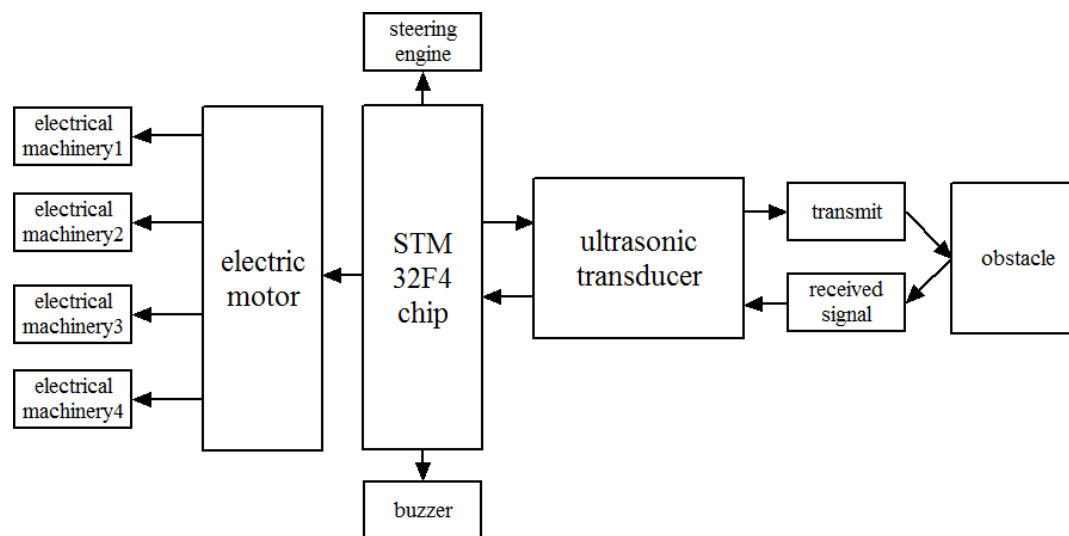 steering
engine
electrical
machinery1
electrical
machinery2
electrical
machinery3
electrical
machinery4
electric
motor
STM
32F4
chip
ultrasonic
transducer
transmit
received
signal
obstacle
buzzer